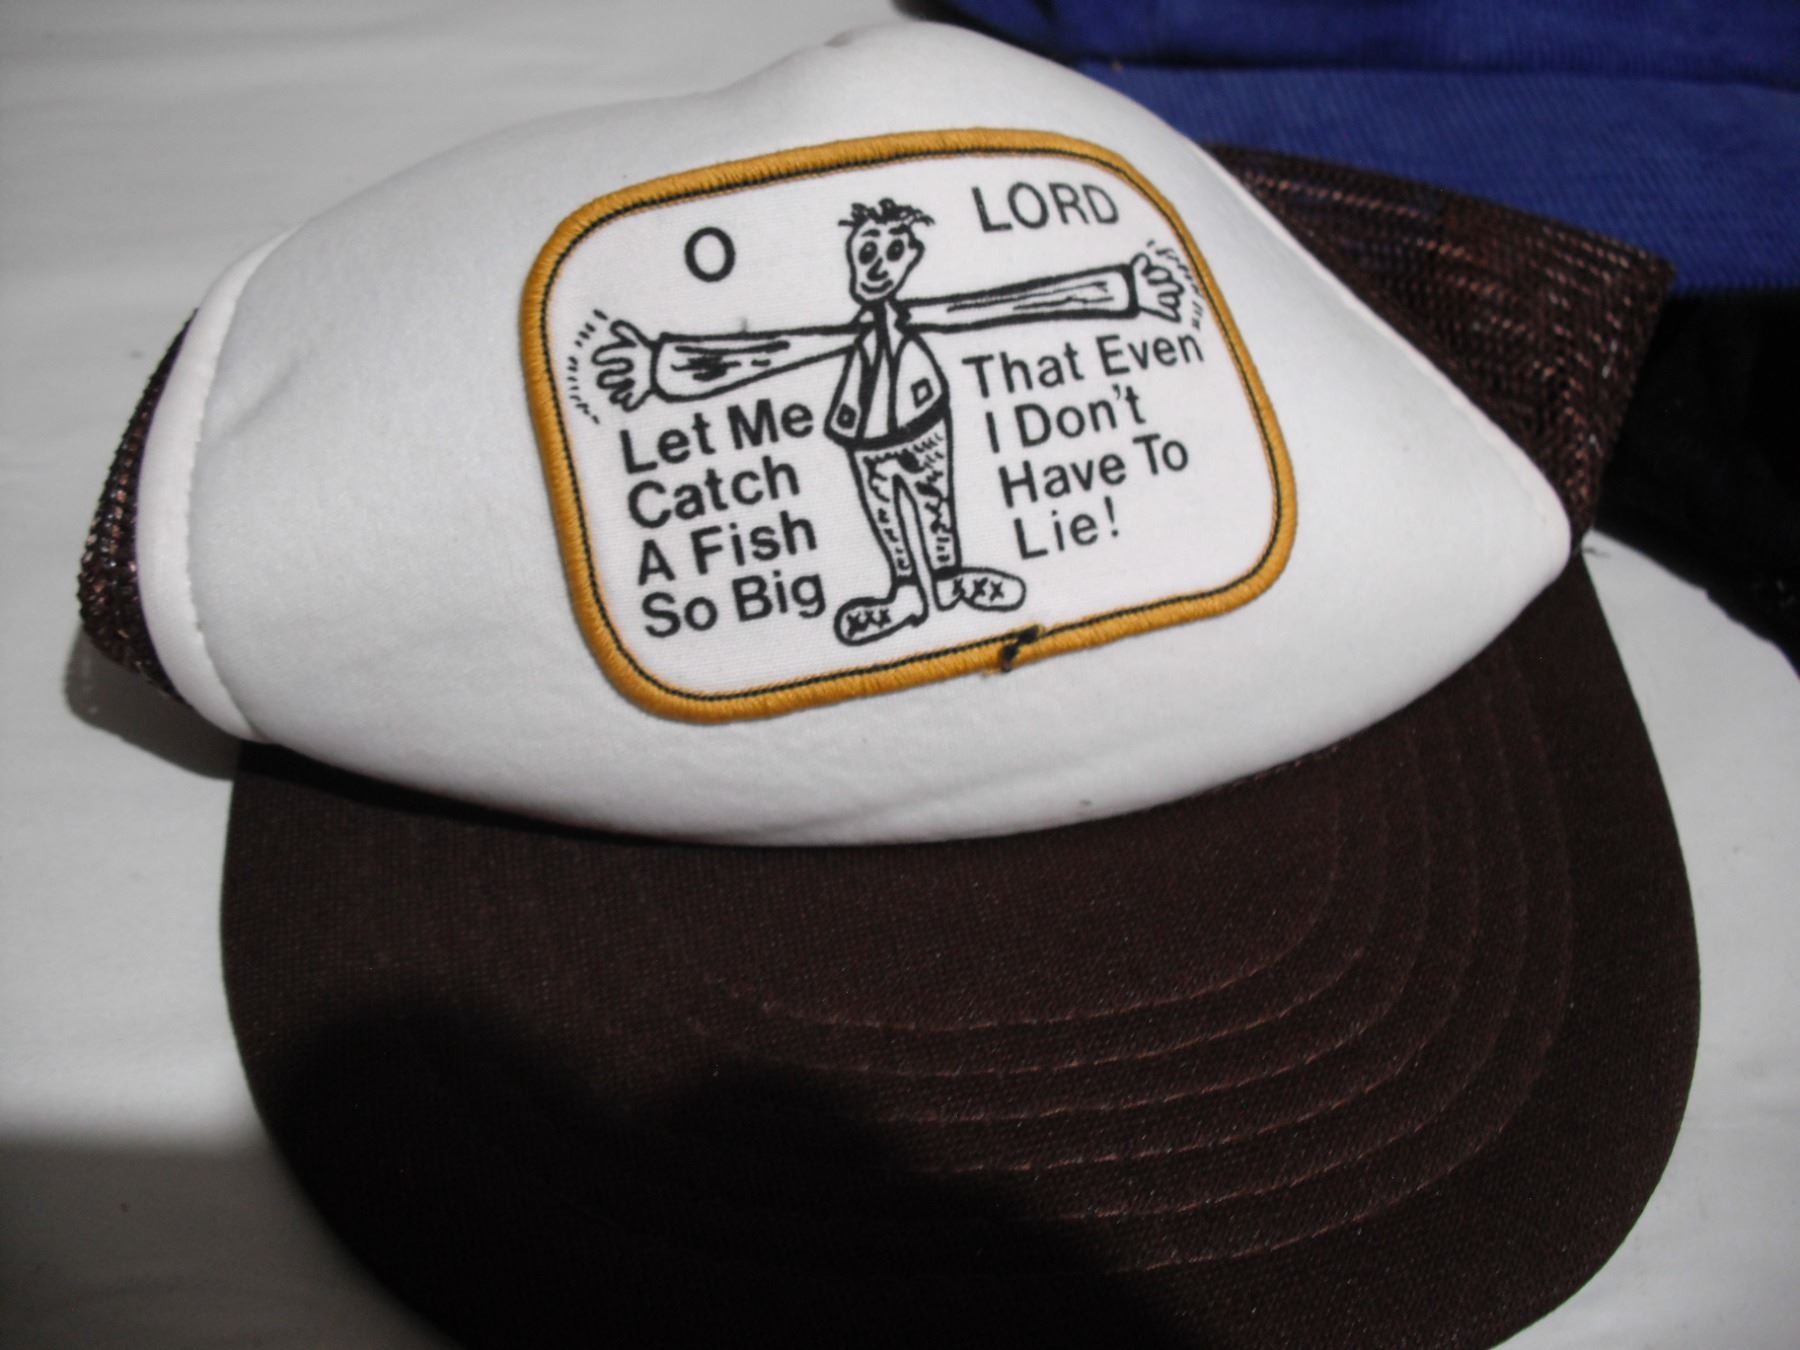 O LORD
Let Me
Catch
A Fish
So Big
That Even
I Don't
Have To
Lie!